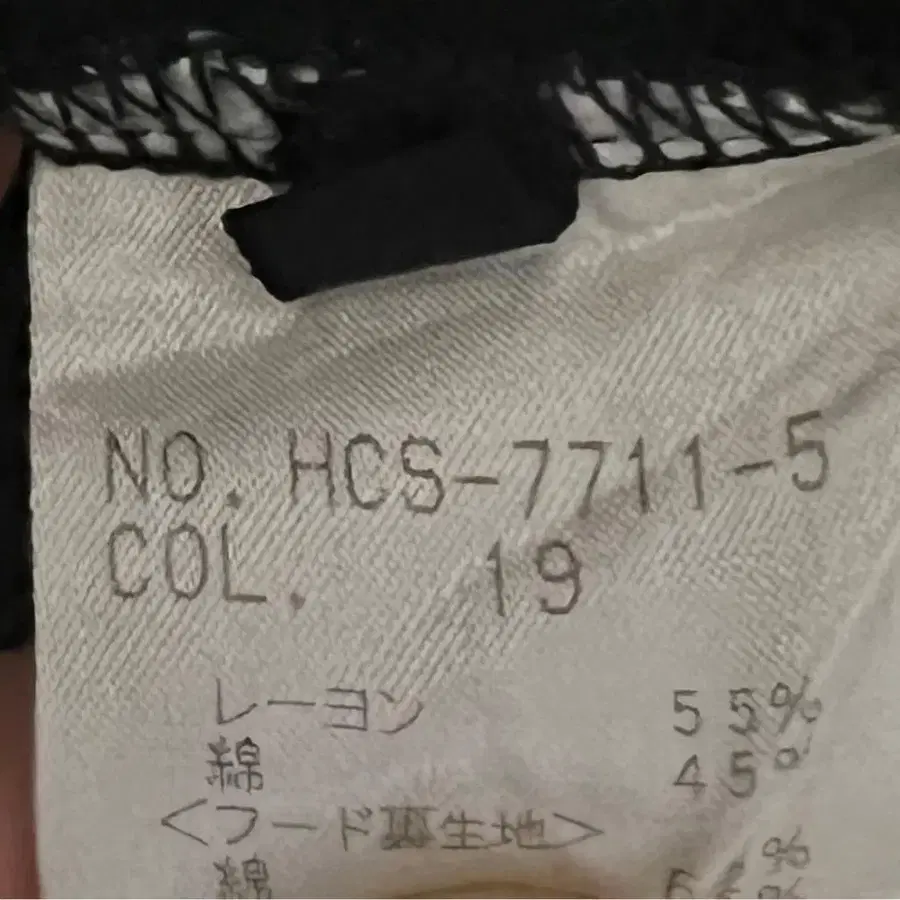 NO. HCS-7711-5
COL. 19
レーヨン 55%
綿 45%
<フード裏生地>
綿